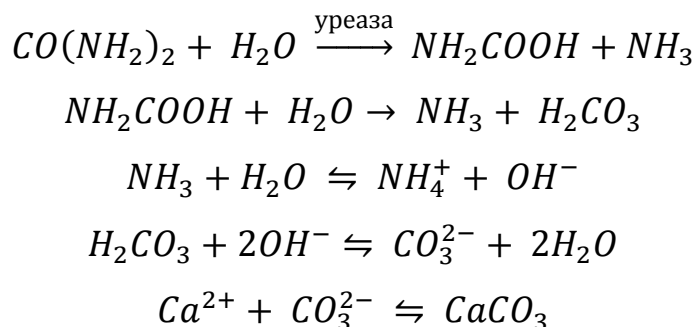 CO(NH₂)₂ + H₂O —уреаза→ NH₂COOH + NH₃
NH₂COOH + H₂O → NH₃ + H₂CO₃
NH₃ + H₂O ⇋ NH₄⁺ + OH⁻
H₂CO₃ + 2OH⁻ ⇋ CO₃²⁻ + 2H₂O
Ca²⁺ + CO₃²⁻ ⇋ CaCO₃